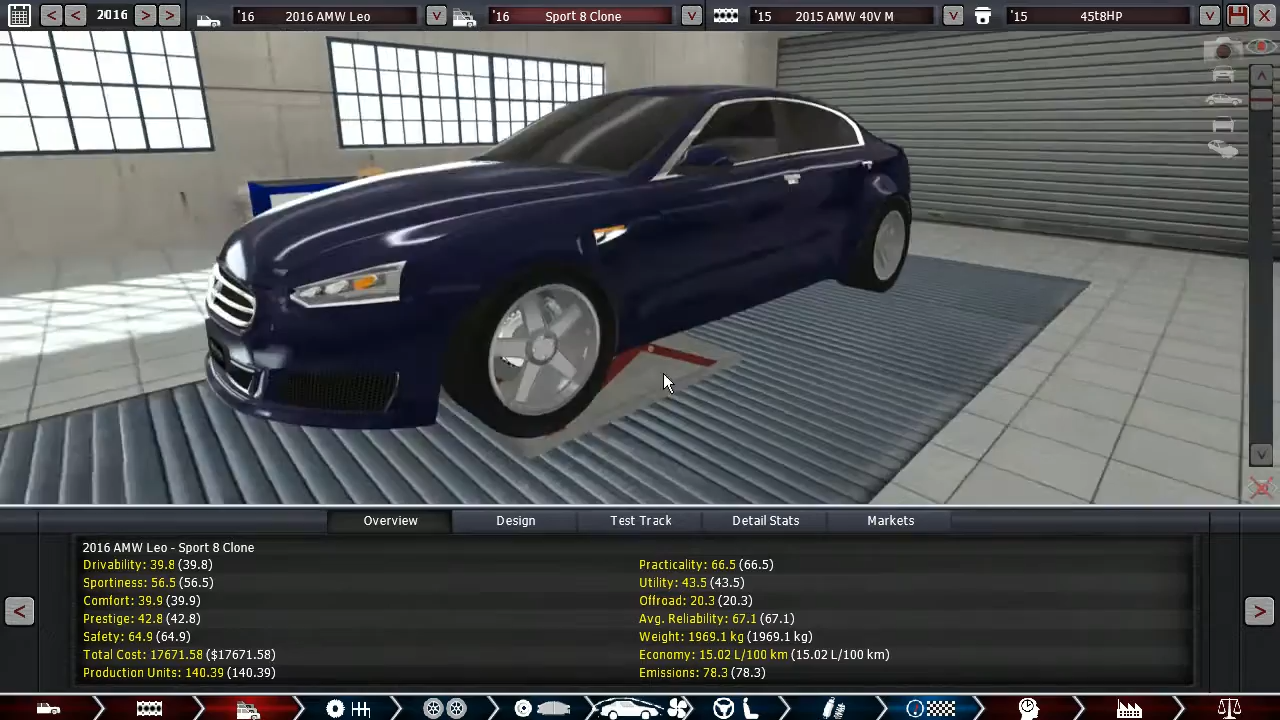 2016 '16 2016 AMW Leo '16 Sport 8 Clone '15 2015 AMW 40V M '15 45t8HP
Overview Design Test Track Detail Stats Markets
2016 AMW Leo - Sport 8 Clone
Drivability: 39.8 (39.8)
Sportiness: 56.5 (56.5)
Comfort: 39.9 (39.9)
Prestige: 42.8 (42.8)
Safety: 64.9 (64.9)
Total Cost: 17671.58 ($17671.58)
Production Units: 140.39 (140.39)
Practicality: 66.5 (66.5)
Utility: 43.5 (43.5)
Offroad: 20.3 (20.3)
Avg. Reliability: 67.1 (67.1)
Weight: 1969.1 kg (1969.1 kg)
Economy: 15.02 L/100 km (15.02 L/100 km)
Emissions: 78.3 (78.3)